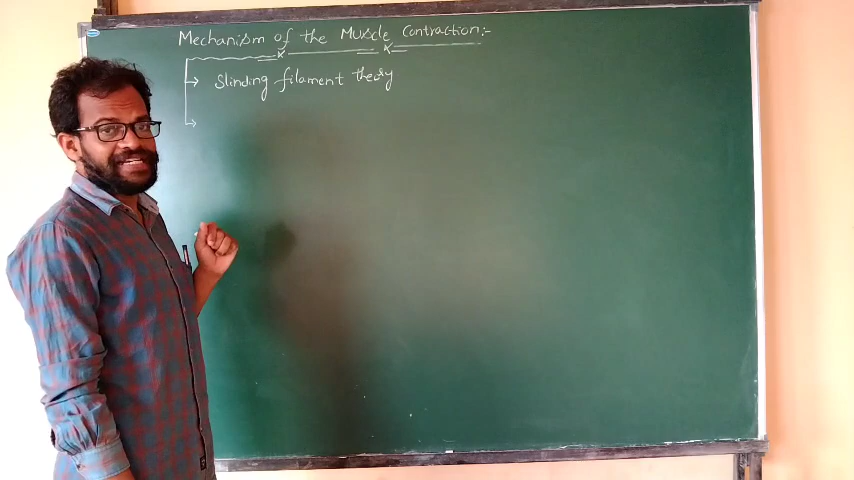 Mechanism of the Muscle Contraction:-
Slinding filament theory